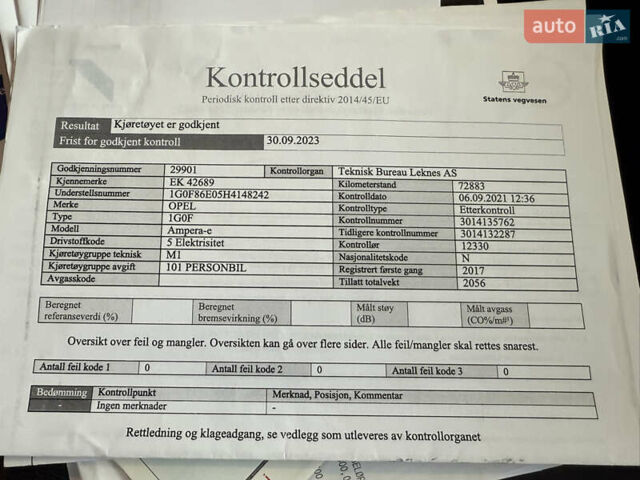 auto RIA .com
Kontrollseddel
Periodisk kontroll etter direktiv 2014/45/EU
Statens vegvesen
Resultat Kjøretøyet er godkjent
Frist for godkjent kontroll 30.09.2023
Godkjenningsnummer 29901 Kontrollorgan Teknisk Bureau Leknes AS
Kjennemerke EK 42689 Kilometerstand 72883
Understellsnummer 1G0F86E05H4148242 Kontrolldato 06.09.2021 12:36
Merke OPEL Kontrolltype Etterkontroll
Type 1G0F Kontrollnummer 3014135762
Modell Ampera-e Tidligere kontrollnummer 3014132287
Drivstoffkode 5 Elektrisitet Kontrollør 12330
Kjøretøygruppe teknisk M1 Nasjonalitetskode N
Kjøretøygruppe avgift 101 PERSONBIL Registrert første gang 2017
Avgasskode Tillatt totalvekt 2056
Beregnet referanseverdi (%) Beregnet bremsevirkning (%) Målt støy (dB) Målt avgass (CO%/m#³)
Oversikt over feil og mangler. Oversikten kan gå over flere sider. Alle feil/mangler skal rettes snarest.
Antall feil kode 1 0 Antall feil kode 2 0 Antall feil kode 3 0
Bedømming Kontrollpunkt Merknad, Posisjon, Kommentar
- Ingen merknader -
Rettledning og klageadgang, se vedlegg som utleveres av kontrollorganet